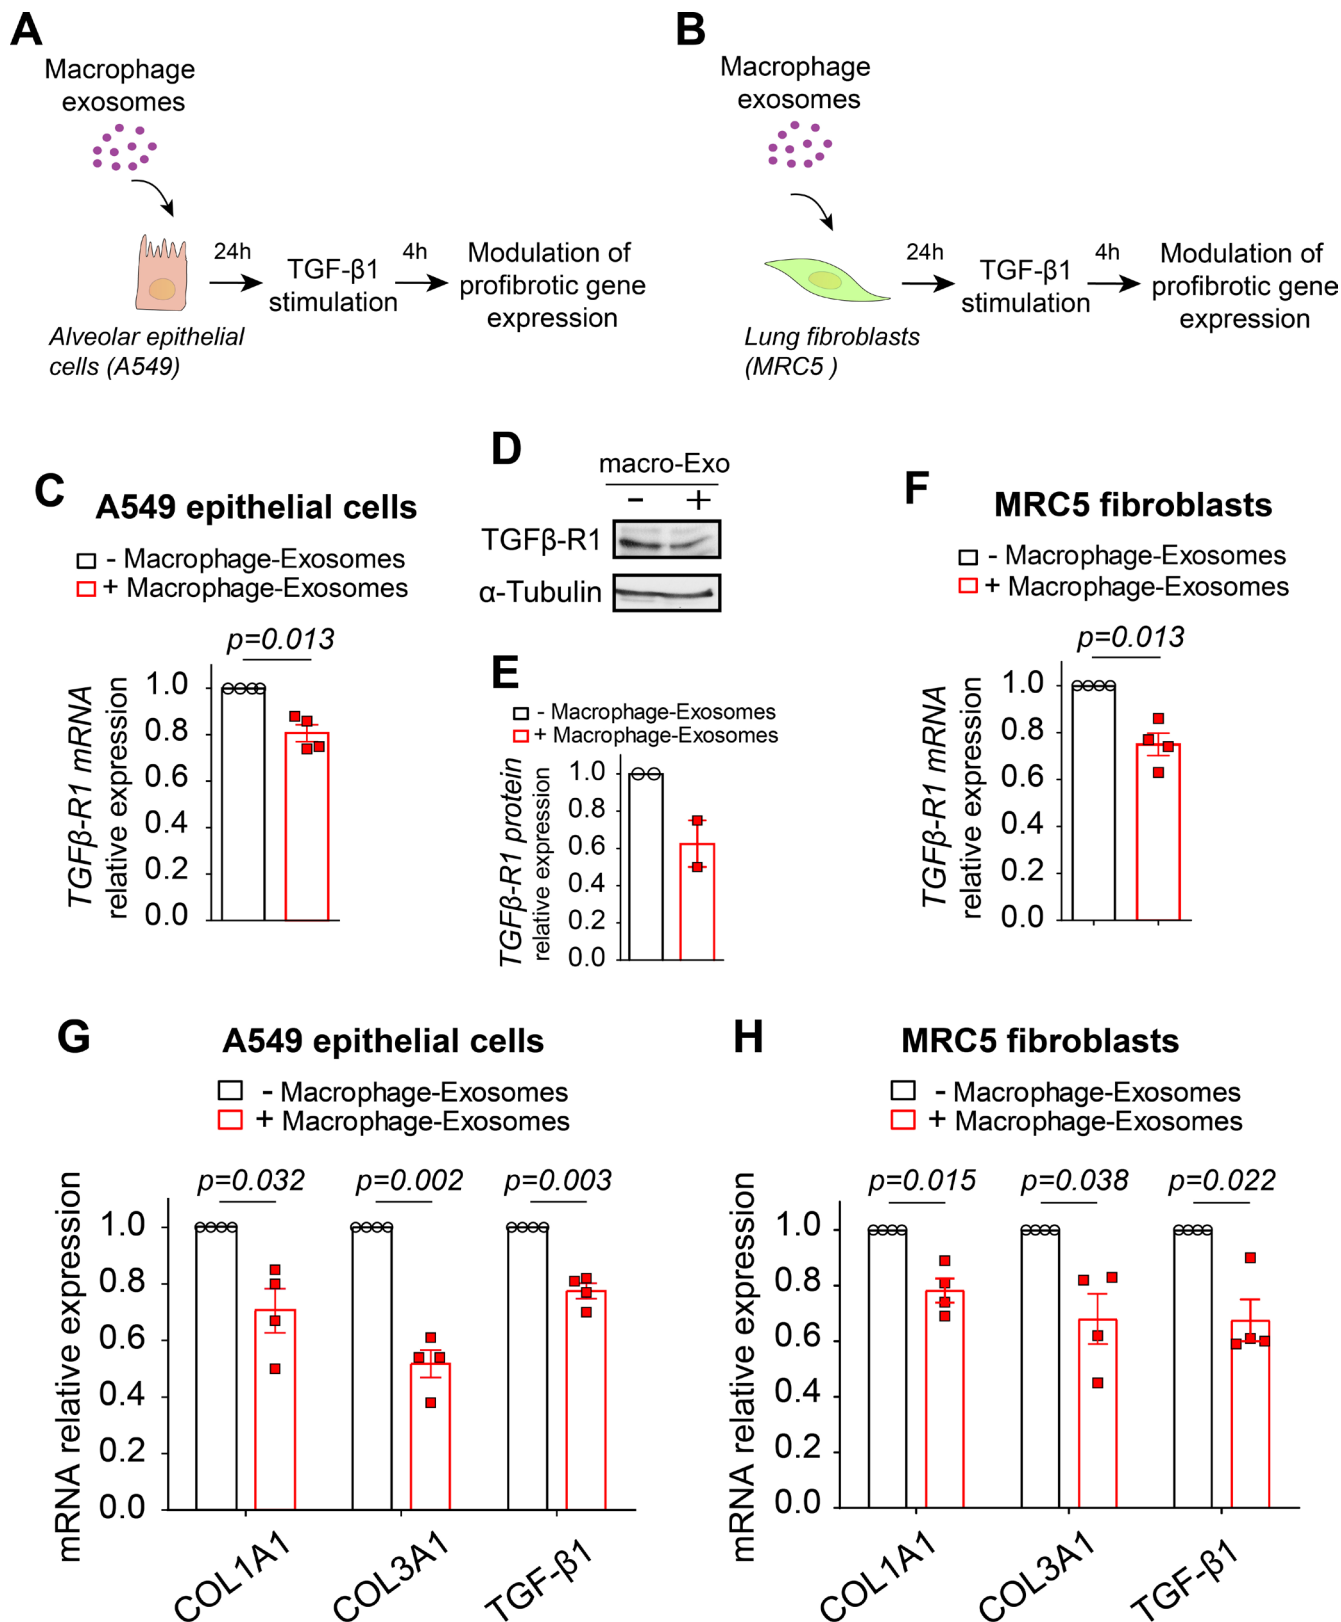 A
Macrophage
exosomes
24h
TGF-β1
stimulation
4h
Modulation of
profibrotic gene
expression
Alveolar epithelial
cells (A549)
B
Macrophage
exosomes
24h
TGF-β1
stimulation
4h
Modulation of
profibrotic gene
expression
Lung fibroblasts
(MRC5 )
C
A549 epithelial cells
- Macrophage-Exosomes
+ Macrophage-Exosomes
p=0.013
TGFβ-R1 mRNA
relative expression
1.0
0.8
0.6
0.4
0.2
0.0
D
macro-Exo
- +
TGFβ-R1
α-Tubulin
E
- Macrophage-Exosomes
+ Macrophage-Exosomes
TGFβ-R1 protein
relative expression
1.0
0.8
0.6
0.4
0.2
0.0
F
MRC5 fibroblasts
- Macrophage-Exosomes
+ Macrophage-Exosomes
p=0.013
TGFβ-R1 mRNA
relative expression
1.0
0.8
0.6
0.4
0.2
0.0
G
A549 epithelial cells
- Macrophage-Exosomes
+ Macrophage-Exosomes
p=0.032 p=0.002 p=0.003
mRNA relative expression
1.0
0.8
0.6
0.4
0.2
0.0
COL1A1 COL3A1 TGF-β1
H
MRC5 fibroblasts
- Macrophage-Exosomes
+ Macrophage-Exosomes
p=0.015 p=0.038 p=0.022
mRNA relative expression
1.0
0.8
0.6
0.4
0.2
0.0
COL1A1 COL3A1 TGF-β1